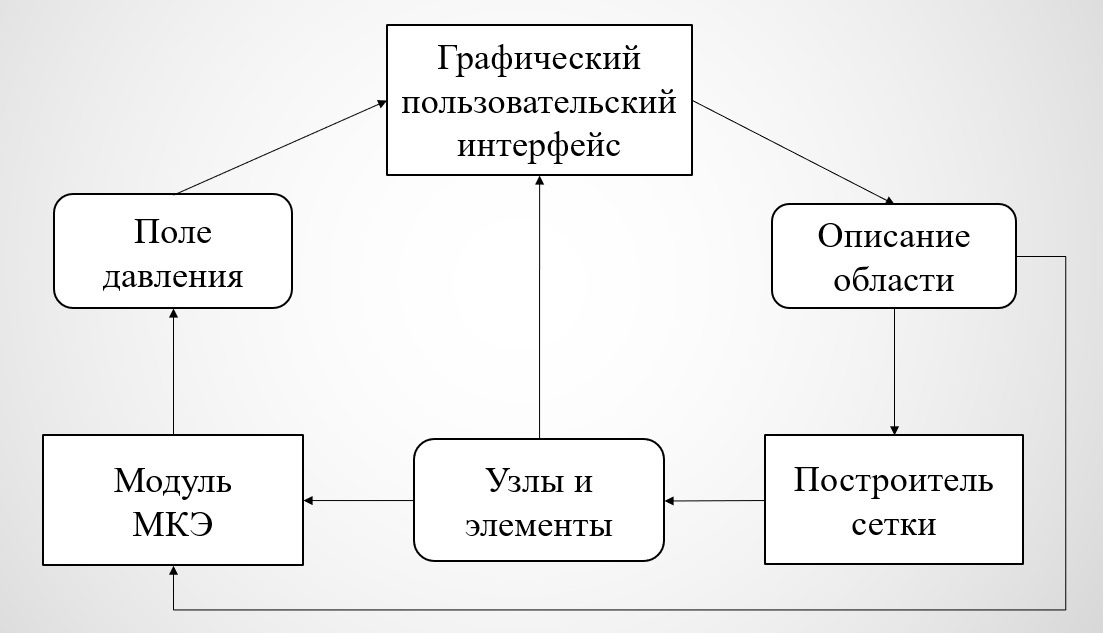 Графический
пользовательский
интерфейс
Поле
давления
Описание
области
Модуль
МКЭ
Узлы и
элементы
Построитель
сетки